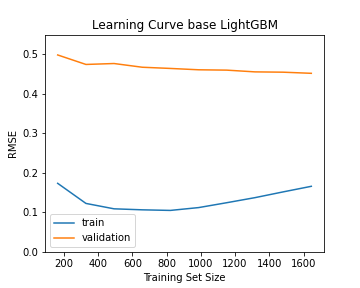 Learning Curve base LightGBM
0.5
0.4
0.3
0.2
0.1
0.0
RMSE
train
validation
200 400 600 800 1000 1200 1400 1600
Training Set Size